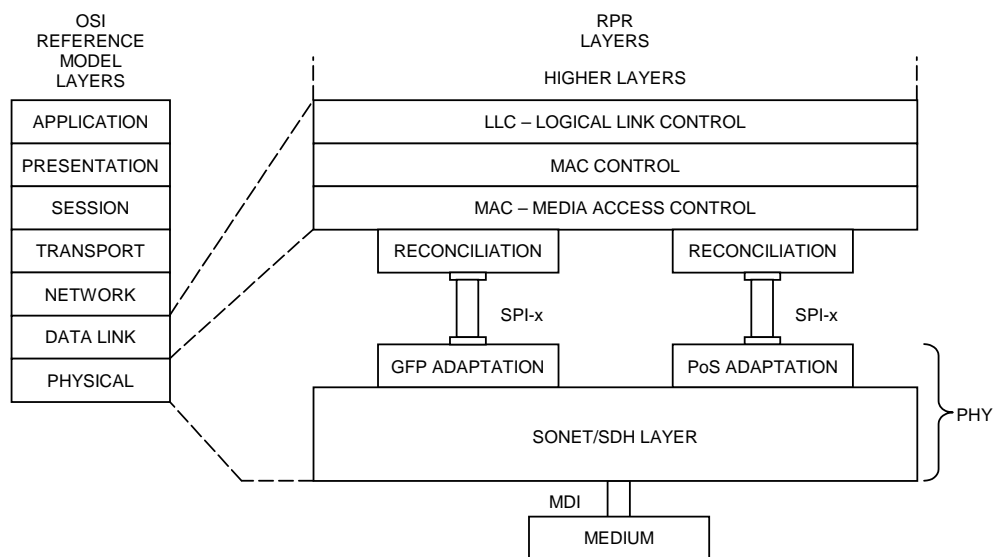 OSI
REFERENCE
MODEL
LAYERS
APPLICATION
PRESENTATION
SESSION
TRANSPORT
NETWORK
DATA LINK
PHYSICAL
RPR
LAYERS
HIGHER LAYERS
LLC – LOGICAL LINK CONTROL
MAC CONTROL
MAC – MEDIA ACCESS CONTROL
RECONCILIATION
RECONCILIATION
SPI-x
SPI-x
GFP ADAPTATION
PoS ADAPTATION
SONET/SDH LAYER
PHY
MDI
MEDIUM